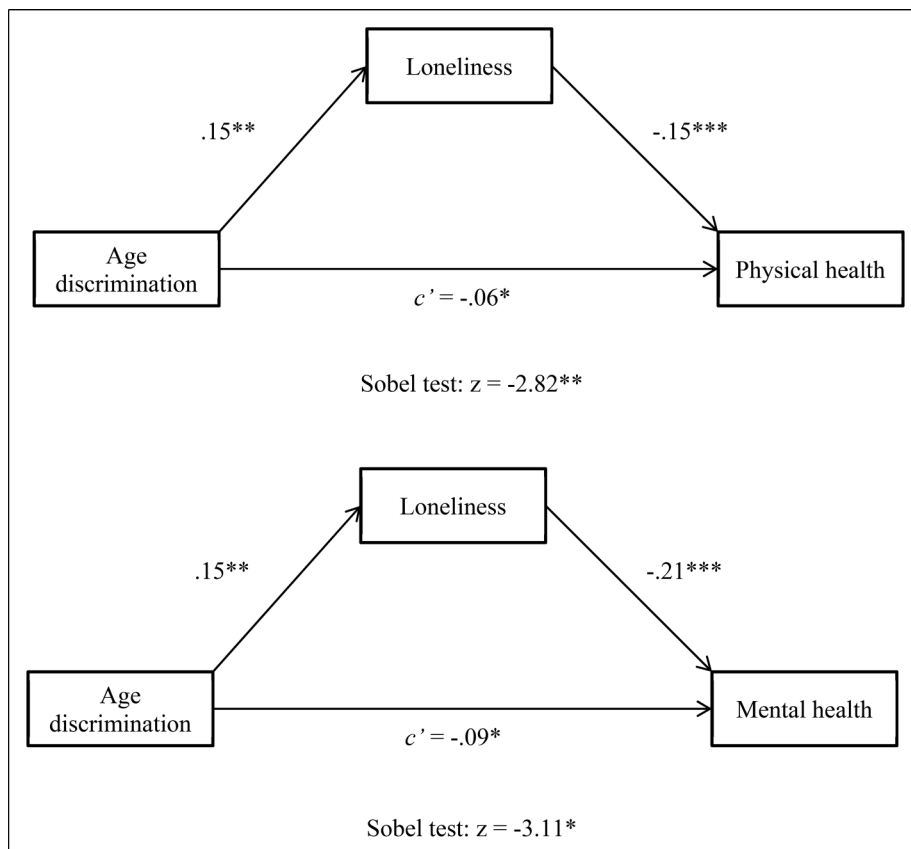 Loneliness
.15**
-.15***
Age
discrimination
Physical health
c’ = -.06*
Sobel test: z = -2.82**
Loneliness
.15**
-.21***
Age
discrimination
Mental health
c’ = -.09*
Sobel test: z = -3.11*